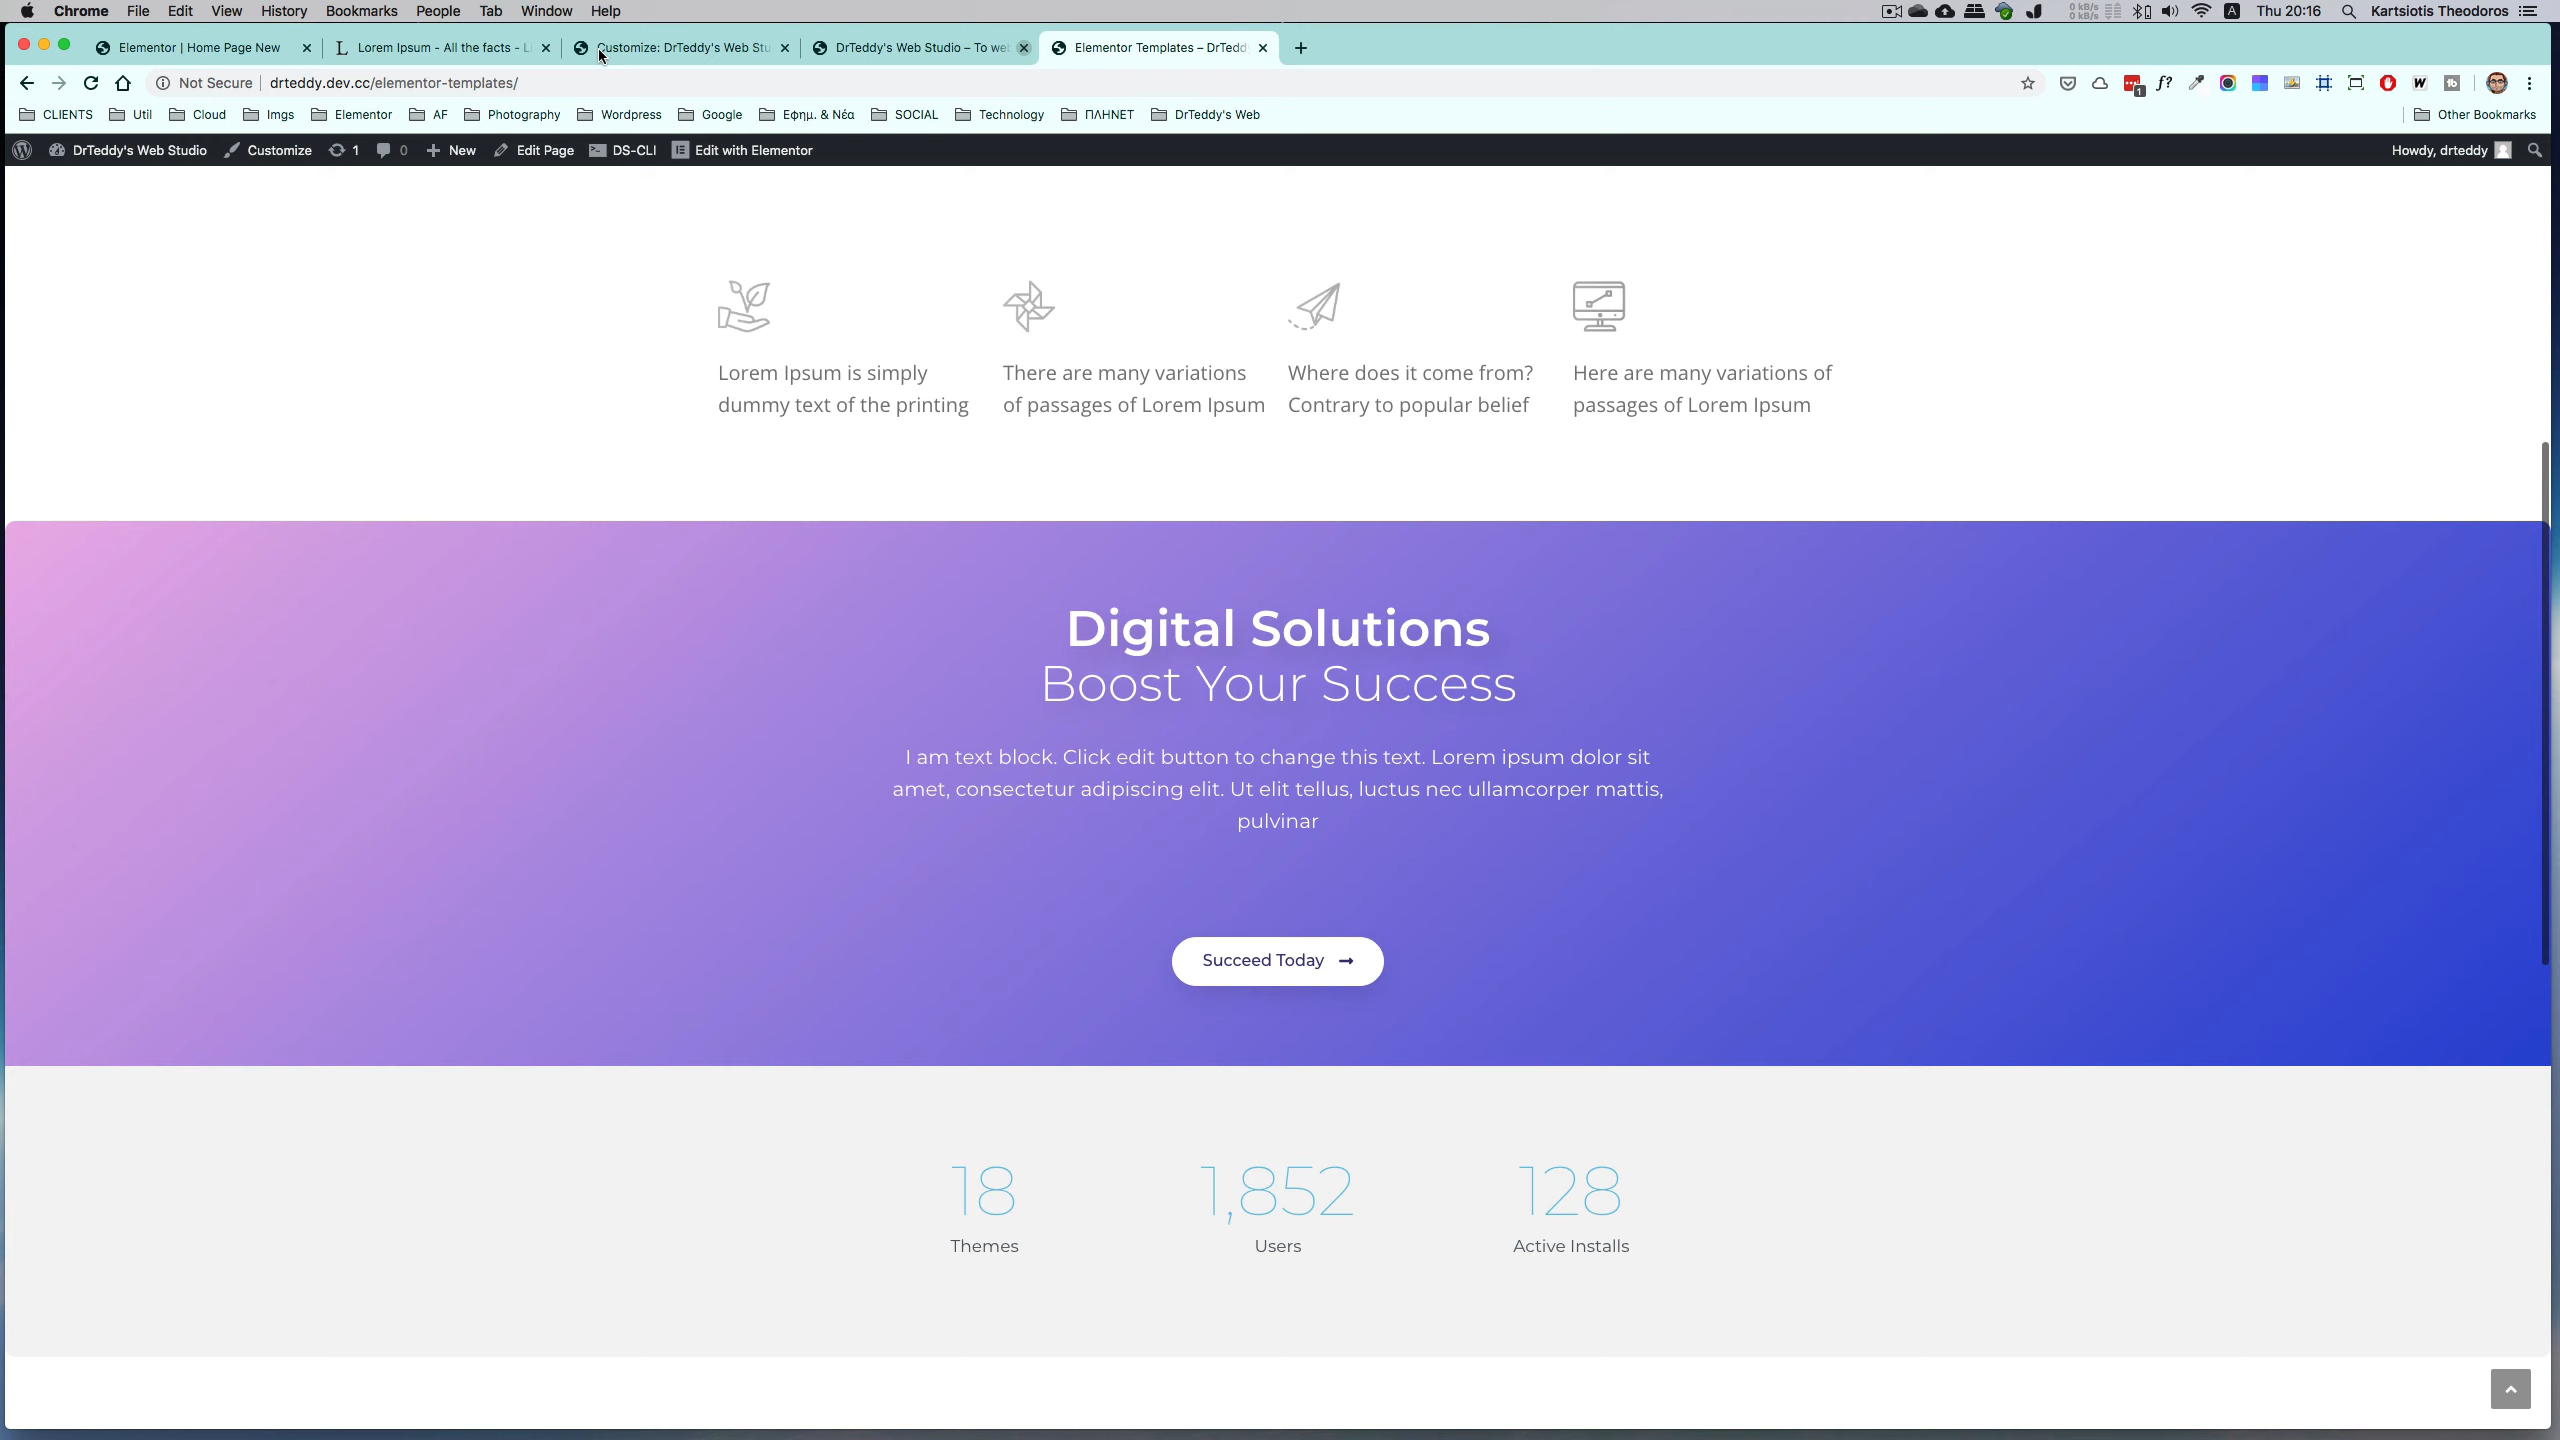 Chrome File Edit View History Bookmarks People Tab Window Help
0 kB/s
0 kB/s
A
Thu 20:16
Kartsiotis Theodoros
Elementor | Home Page New
Lorem Ipsum - All the facts - L
Customize: DrTeddy's Web Stu
DrTeddy's Web Studio – To we
Elementor Templates – DrTedd
Not Secure drteddy.dev.cc/elementor-templates/
1
f?
CLIENTS Util Cloud Imgs Elementor AF Photography Wordpress Google Εφημ. & Νέα SOCIAL Technology ΠΛΗΝΕΤ DrTeddy's Web
Other Bookmarks
DrTeddy's Web Studio Customize 1 0 New Edit Page DS-CLI Edit with Elementor
Howdy, drteddy
Lorem Ipsum is simply
dummy text of the printing
There are many variations
of passages of Lorem Ipsum
Where does it come from?
Contrary to popular belief
Here are many variations of
passages of Lorem Ipsum
Digital Solutions
Boost Your Success
I am text block. Click edit button to change this text. Lorem ipsum dolor sit
amet, consectetur adipiscing elit. Ut elit tellus, luctus nec ullamcorper mattis,
pulvinar
Succeed Today
18
Themes
1,852
Users
128
Active Installs